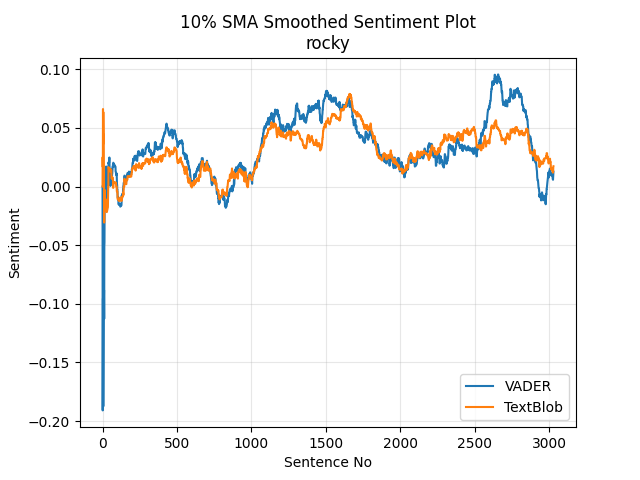 10% SMA Smoothed Sentiment Plot
rocky
0.10
0.05
0.00
−0.05
−0.10
−0.15
−0.20
Sentiment
VADER
TextBlob
0 500 1000 1500 2000 2500 3000
Sentence No